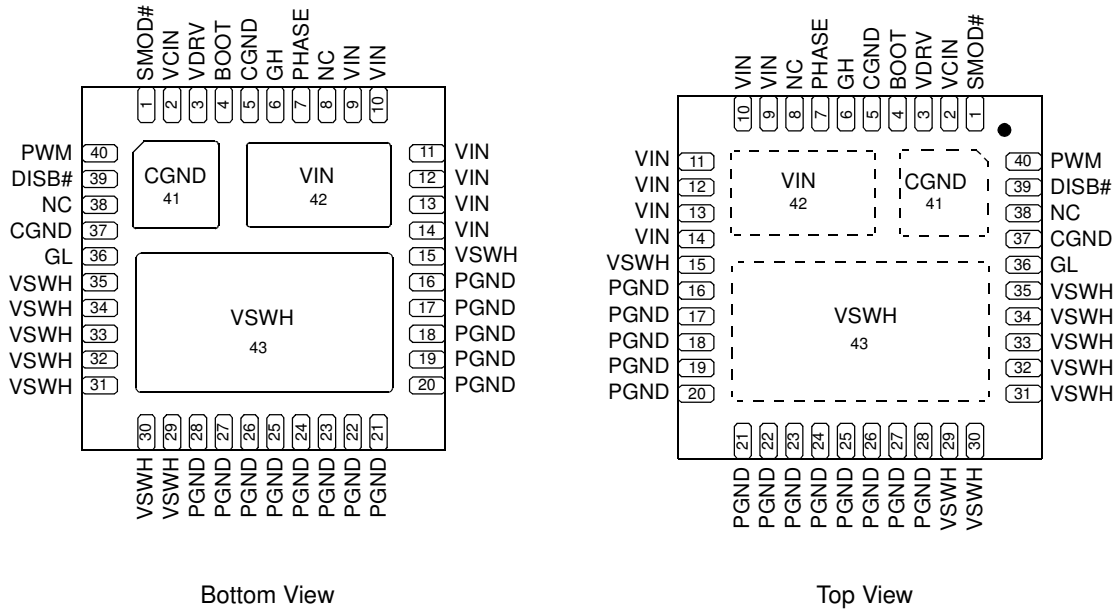 SMOD# VCIN VDRV BOOT CGND GH PHASE NC VIN VIN
1 2 3 4 5 6 7 8 9 10
PWM 40
DISB# 39
NC 38
CGND 37
GL 36
VSWH 35
VSWH 34
VSWH 33
VSWH 32
VSWH 31
CGND
41
VIN
42
VSWH
43
11 VIN
12 VIN
13 VIN
14 VIN
15 VSWH
16 PGND
17 PGND
18 PGND
19 PGND
20 PGND
30 29 28 27 26 25 24 23 22 21
VSWH VSWH PGND PGND PGND PGND PGND PGND PGND PGND
Bottom View
VIN VIN NC PHASE GH CGND BOOT VDRV VCIN SMOD#
10 9 8 7 6 5 4 3 2 1
VIN 11
VIN 12
VIN 13
VIN 14
VSWH 15
PGND 16
PGND 17
PGND 18
PGND 19
PGND 20
VIN
42
CGND
41
VSWH
43
40 PWM
39 DISB#
38 NC
37 CGND
36 GL
35 VSWH
34 VSWH
33 VSWH
32 VSWH
31 VSWH
21 22 23 24 25 26 27 28 29 30
PGND PGND PGND PGND PGND PGND PGND PGND VSWH VSWH
Top View